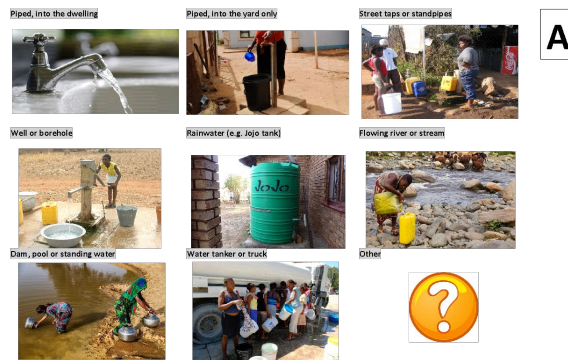 Piped, into the dwelling
Piped, into the yard only
Street taps or standpipes
A
Well or borehole
Rainwater (e.g. Jojo tank)
Flowing river or stream
JoJo
Dam, pool or standing water
Water tanker or truck
Other
?